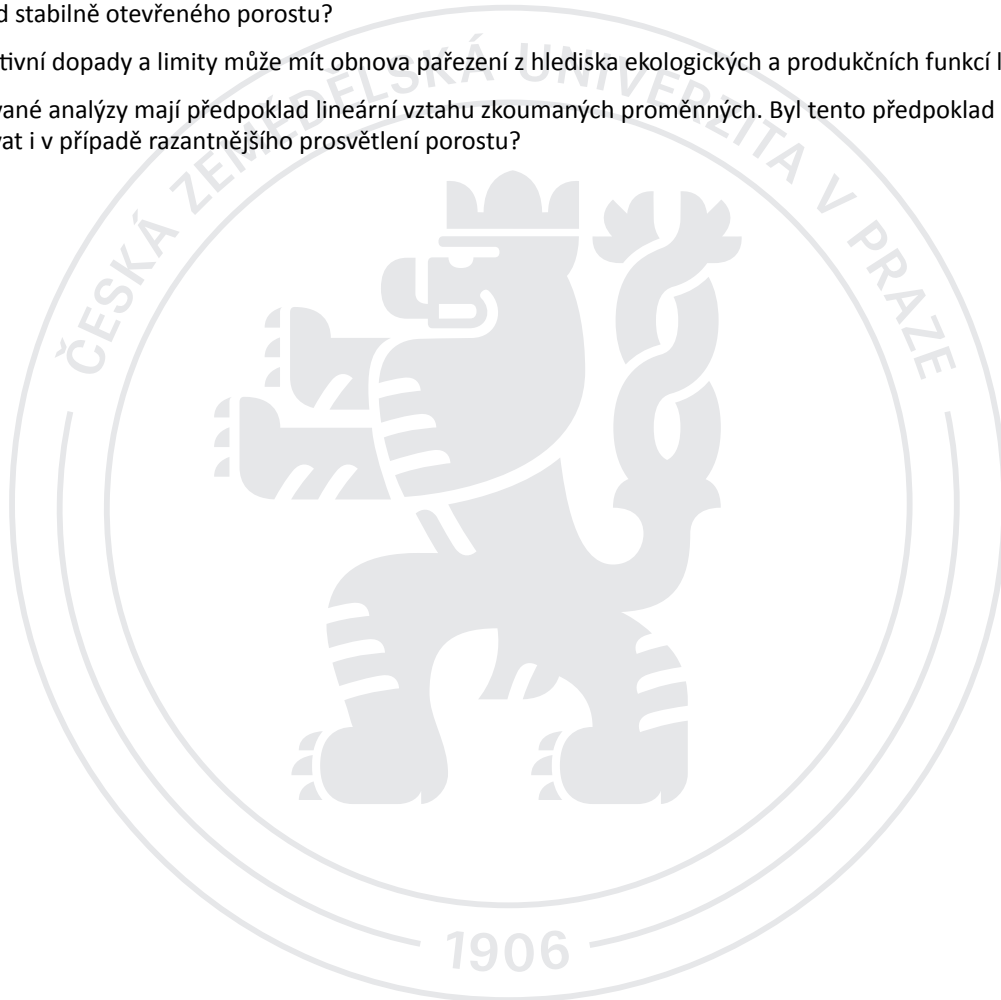 d stabilně otevřeného porostu?
tivní dopady a limity může mít obnova pařezení z hlediska ekologických a produkčních funkcí l
vané analýzy mají předpoklad lineární vztahu zkoumaných proměnných. Byl tento předpoklad
vat i v případě razantnějšího prosvětlení porostu?
ČESKÁ ZEMĚDĚLSKÁ UNIVERZITA V PRAZE
1906